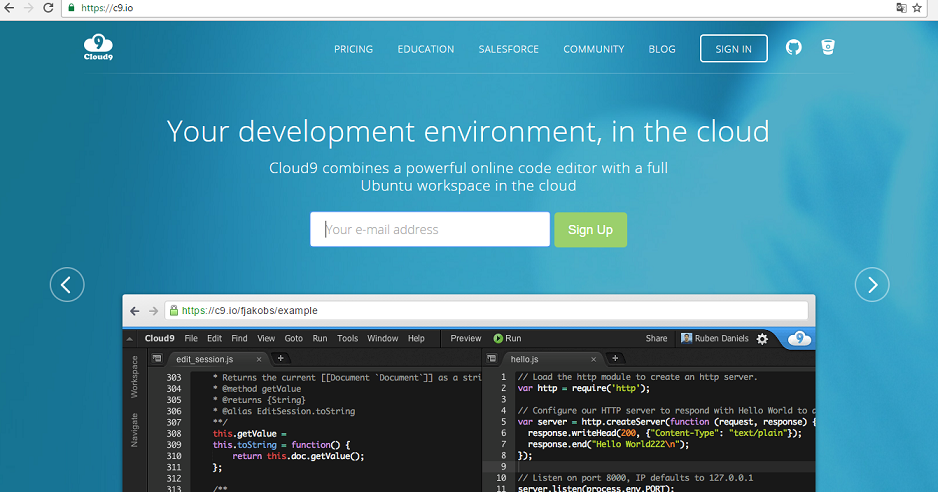 https://c9.io
9
Cloud9
PRICING EDUCATION SALESFORCE COMMUNITY BLOG SIGN IN
Your development environment, in the cloud
Cloud9 combines a powerful online code editor with a full
Ubuntu workspace in the cloud
Your e-mail address Sign Up
https://c9.io/fjakobs/example
Cloud9 File Edit Find View Goto Run Tools Window Help Preview Run Share Ruben Daniels 9
Workspace
Navigate
edit_session.js
303 * Returns the current [[Document `Document`]] as a stri
304 * @method getValue
305 * @returns {String}
306 * @alias EditSession.toString
307 **/
308 this.getValue =
309 this.toString = function() {
310 return this.doc.getValue();
311 };
312
313 /**
hello.js
1 // Load the http module to create an http server.
2 var http = require('http');
3
4 // Configure our HTTP server to respond with Hello World to a
5 var server = http.createServer(function (request, response) {
6 response.writeHead(200, {"Content-Type": "text/plain"});
7 response.end("Hello World222\n");
8 });
9
10 // Listen on port 8000, IP defaults to 127.0.0.1
11 server.listen(process.env.PORT);